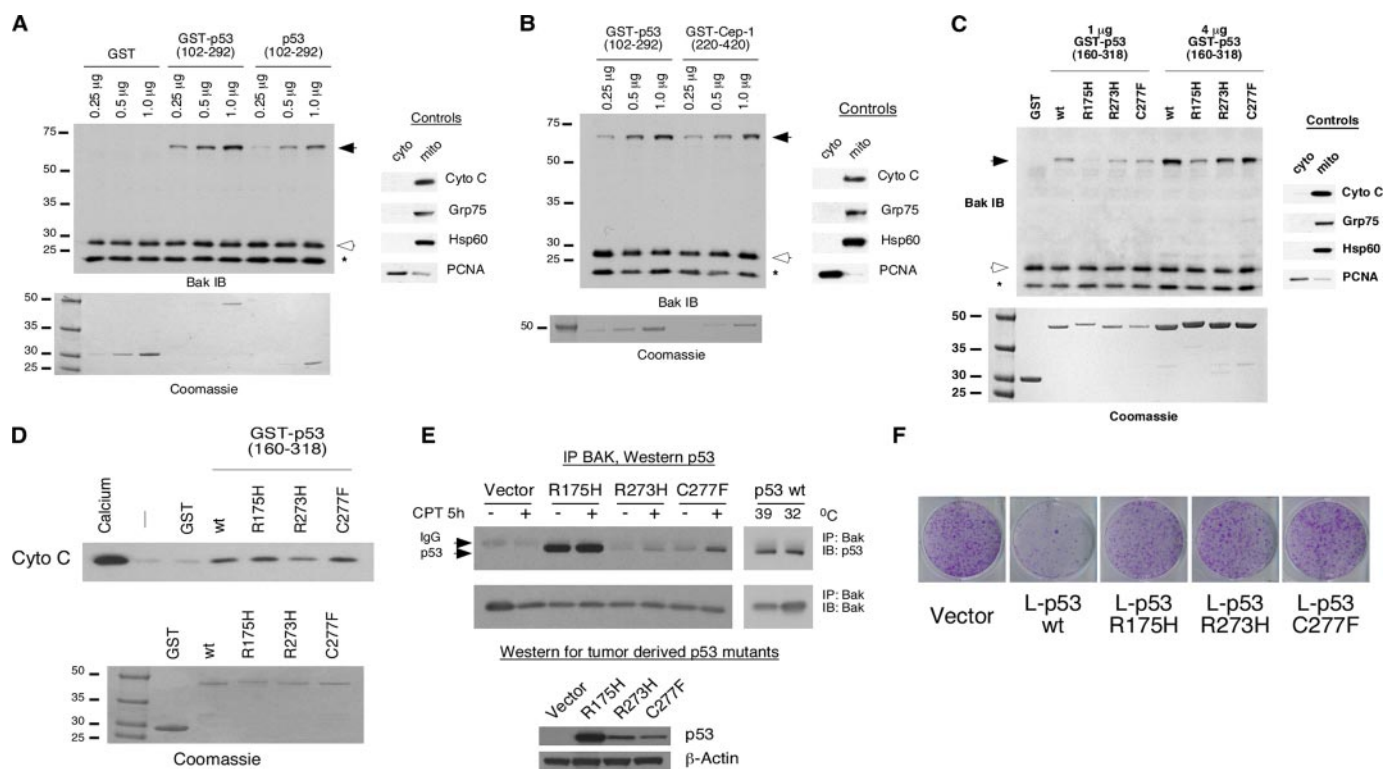 A
GST
GST-p53
(102-292)
p53
(102-292)
0.25 µg
0.5 µg
1.0 µg
0.25 µg
0.5 µg
1.0 µg
0.25 µg
0.5 µg
1.0 µg
75
50
35
30
25
*
Bak IB
50
35
30
25
Coomassie
Controls
cyto
mito
Cyto C
Grp75
Hsp60
PCNA
B
GST-p53
(102-292)
GST-Cep-1
(220-420)
0.25 µg
0.5 µg
1.0 µg
0.25 µg
0.5 µg
1.0 µg
75
50
35
30
25
*
Bak IB
50
Coomassie
Controls
cyto
mito
Cyto C
Grp75
Hsp60
PCNA
C
1 µg
GST-p53
(160-318)
4 µg
GST-p53
(160-318)
GST
wt
R175H
R273H
C277F
wt
R175H
R273H
C277F
Bak IB
*
50
35
30
25
Coomassie
Controls
cyto
mito
Cyto C
Grp75
Hsp60
PCNA
D
GST-p53
(160-318)
Calcium
—
GST
wt
R175H
R273H
C277F
Cyto C
GST
wt
R175H
R273H
C277F
50
35
30
25
Coomassie
E
IP BAK, Western p53
Vector R175H R273H C277F p53 wt
CPT 5h - + - + - + - + 39 32 ⁰C
IgG
p53
IP: Bak
IB: p53
IP: Bak
IB: Bak
Western for tumor derived p53 mutants
Vector
R175H
R273H
C277F
p53
β-Actin
F
Vector
L-p53
wt
L-p53
R175H
L-p53
R273H
L-p53
C277F